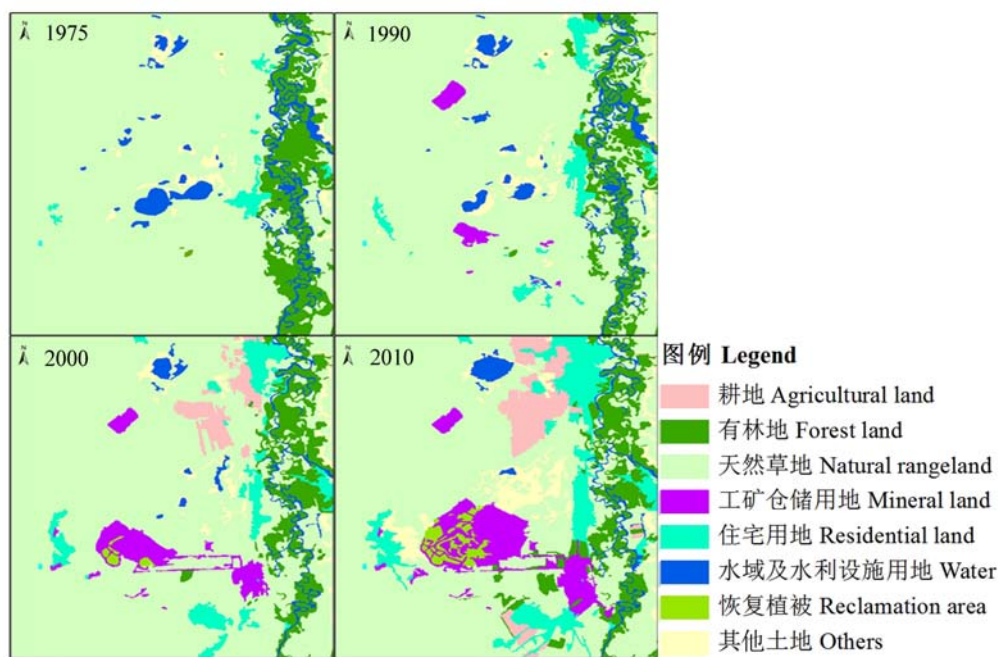 N
1975
N
1990
N
2000
N
2010
图例 Legend
耕地 Agricultural land
有林地 Forest land
天然草地 Natural rangeland
工矿仓储用地 Mineral land
住宅用地 Residential land
水域及水利设施用地 Water
恢复植被 Reclamation area
其他土地 Others